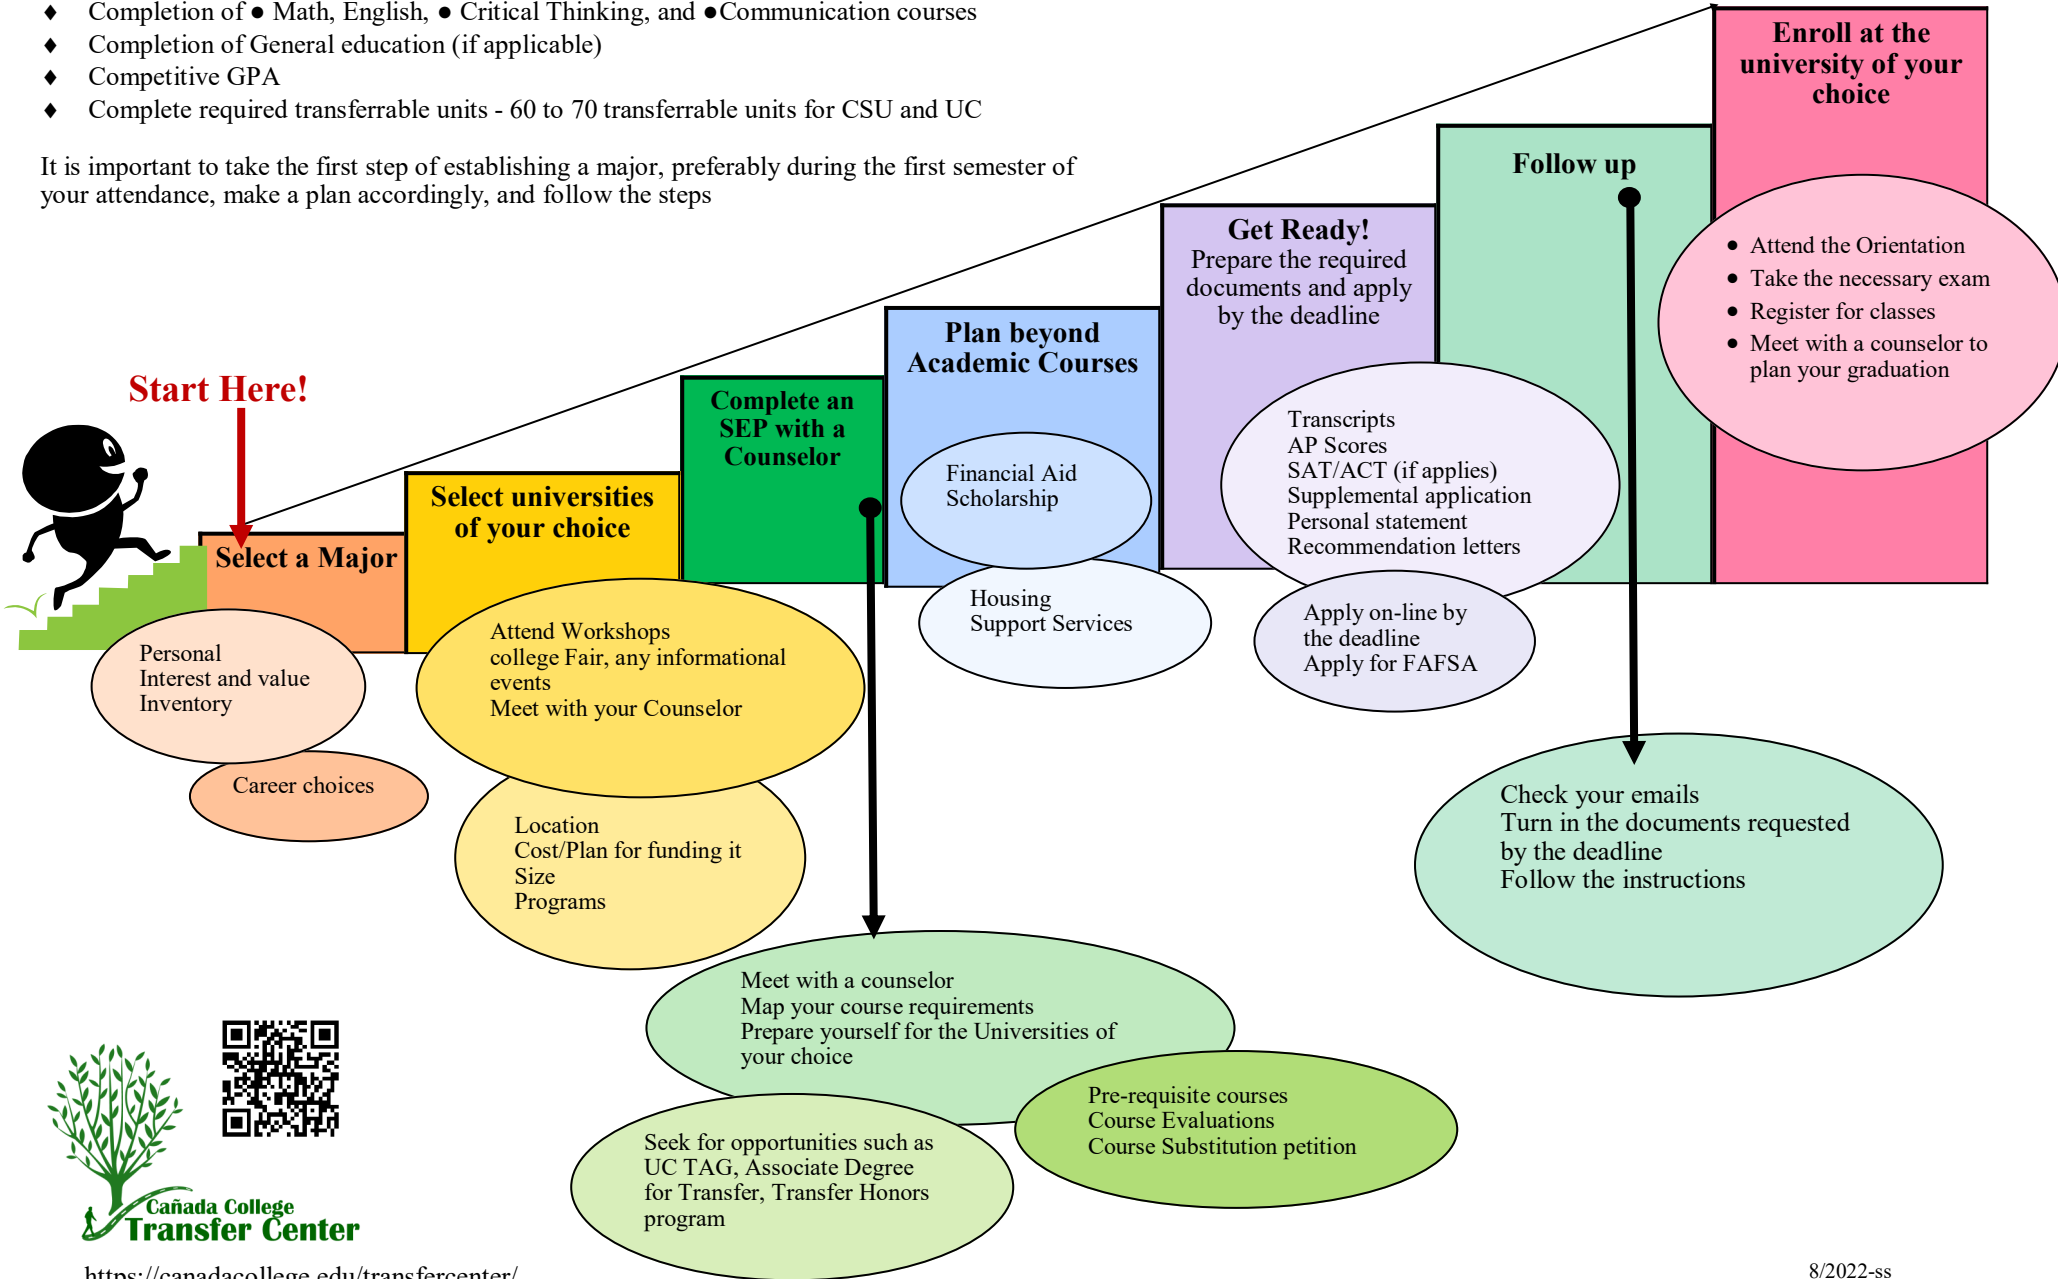 ♦ Completion of ● Math, English, ● Critical Thinking, and ●Communication courses
♦ Completion of General education (if applicable)
♦ Competitive GPA
♦ Complete required transferrable units - 60 to 70 transferrable units for CSU and UC
It is important to take the first step of establishing a major, preferably during the first semester of
your attendance, make a plan accordingly, and follow the steps
Start Here!
Select a Major
Personal
Interest and value
Inventory
Career choices
Select universities
of your choice
Attend Workshops
college Fair, any informational
events
Meet with your Counselor
Location
Cost/Plan for funding it
Size
Programs
Complete an
SEP with a
Counselor
Meet with a counselor
Map your course requirements
Prepare yourself for the Universities of
your choice
Pre-requisite courses
Course Evaluations
Course Substitution petition
Seek for opportunities such as
UC TAG, Associate Degree
for Transfer, Transfer Honors
program
Plan beyond
Academic Courses
Financial Aid
Scholarship
Housing
Support Services
Get Ready!
Prepare the required
documents and apply
by the deadline
Transcripts
AP Scores
SAT/ACT (if applies)
Supplemental application
Personal statement
Recommendation letters
Apply on-line by
the deadline
Apply for FAFSA
Follow up
Check your emails
Turn in the documents requested
by the deadline
Follow the instructions
Enroll at the
university of your
choice
● Attend the Orientation
● Take the necessary exam
● Register for classes
● Meet with a counselor to
plan your graduation
Cañada College
Transfer Center
https://canadacollege.edu/transfercenter/
8/2022-ss